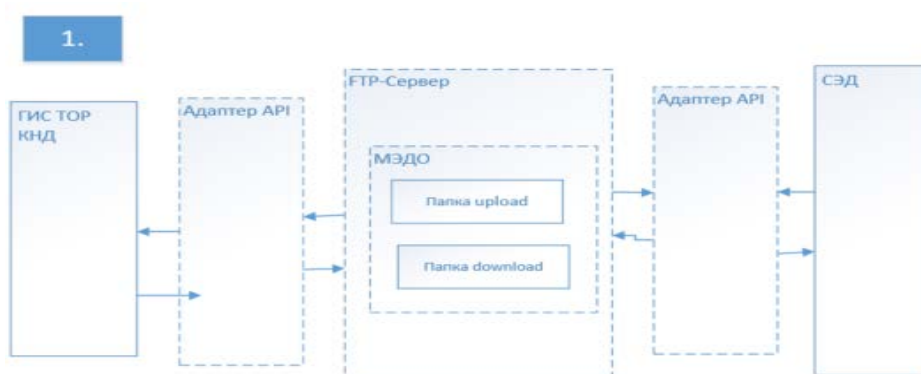 1.
ГИС ТОР
КНД
Адаптер API
FTP-Сервер
МЭДО
Папка upload
Папка download
Адаптер API
СЭД